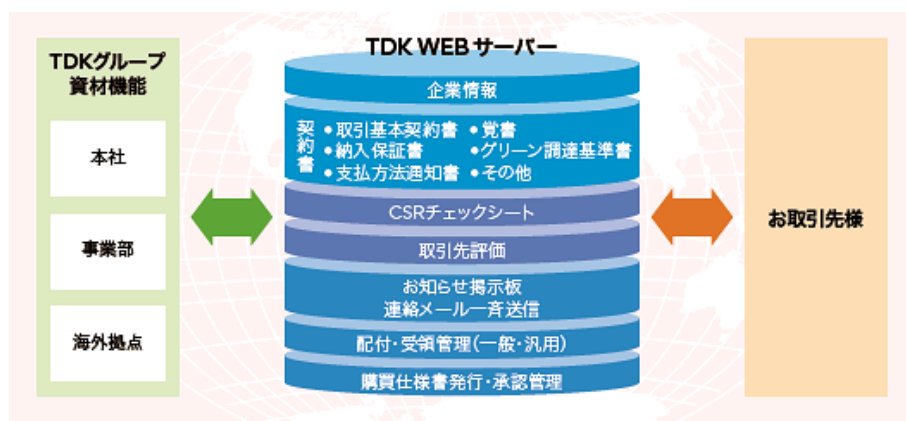 TDKグループ
資材機能
本社
事業部
海外拠点
TDK WEBサーバー
企業情報
契約書
•取引基本契約書 •覚書
•納入保証書 •グリーン調達基準書
•支払方法通知書 •その他
CSRチェックシート
取引先評価
お知らせ掲示板
連絡メール一斉送信
配付・受領管理(一般・汎用)
購買仕様書発行・承認管理
お取引先様